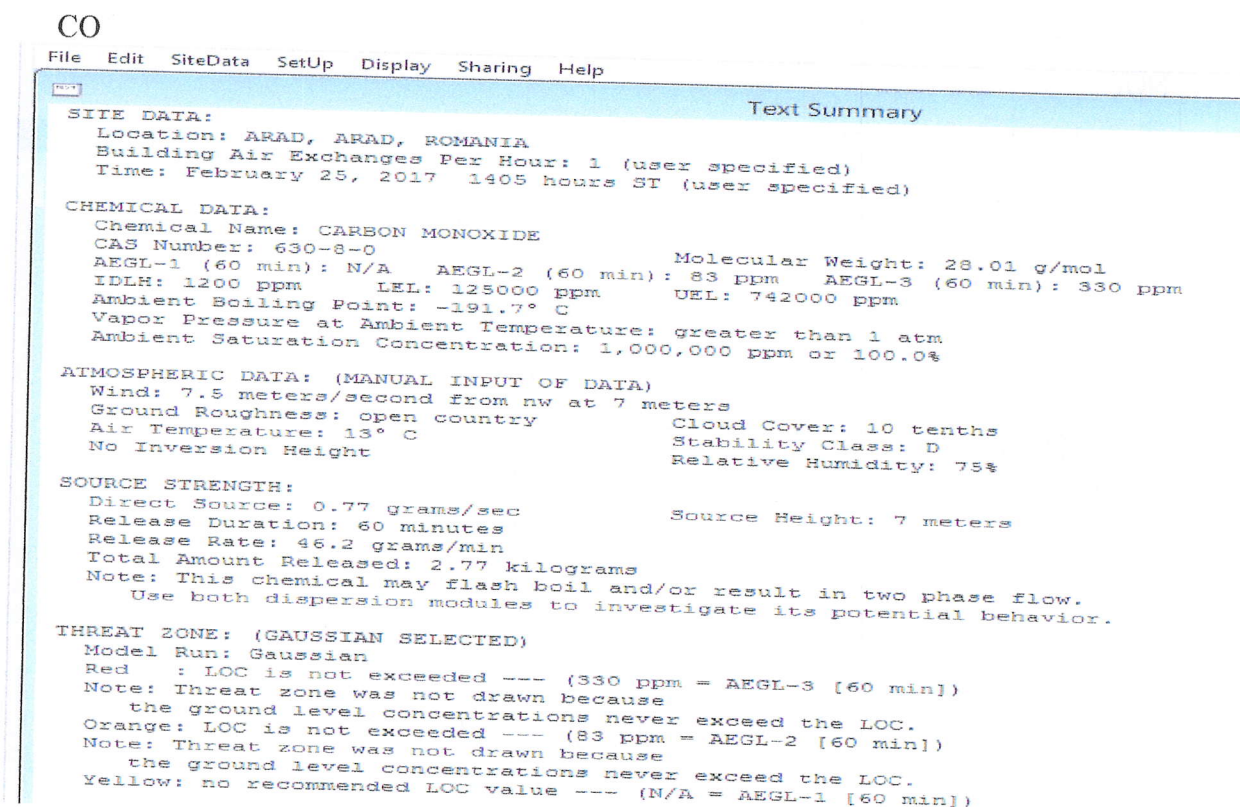 CO
File Edit SiteData SetUp Display Sharing Help
TEXT
Text Summary
SITE DATA:
Location: ARAD, ARAD, ROMANIA
Building Air Exchanges Per Hour: 1 (user specified)
Time: February 25, 2017 1405 hours ST (user specified)
CHEMICAL DATA:
Chemical Name: CARBON MONOXIDE
CAS Number: 630-8-0 Molecular Weight: 28.01 g/mol
AEGL-1 (60 min): N/A AEGL-2 (60 min): 83 ppm AEGL-3 (60 min): 330 ppm
IDLH: 1200 ppm LEL: 125000 ppm UEL: 742000 ppm
Ambient Boiling Point: -191.7° C
Vapor Pressure at Ambient Temperature: greater than 1 atm
Ambient Saturation Concentration: 1,000,000 ppm or 100.0%
ATMOSPHERIC DATA: (MANUAL INPUT OF DATA)
Wind: 7.5 meters/second from nw at 7 meters
Ground Roughness: open country Cloud Cover: 10 tenths
Air Temperature: 13° C Stability Class: D
No Inversion Height Relative Humidity: 75%
SOURCE STRENGTH:
Direct Source: 0.77 grams/sec Source Height: 7 meters
Release Duration: 60 minutes
Release Rate: 46.2 grams/min
Total Amount Released: 2.77 kilograms
Note: This chemical may flash boil and/or result in two phase flow.
Use both dispersion modules to investigate its potential behavior.
THREAT ZONE: (GAUSSIAN SELECTED)
Model Run: Gaussian
Red : LOC is not exceeded --- (330 ppm = AEGL-3 [60 min])
Note: Threat zone was not drawn because
the ground level concentrations never exceed the LOC.
Orange: LOC is not exceeded --- (83 ppm = AEGL-2 [60 min])
Note: Threat zone was not drawn because
the ground level concentrations never exceed the LOC.
Yellow: no recommended LOC value --- (N/A = AEGL-1 [60 min])